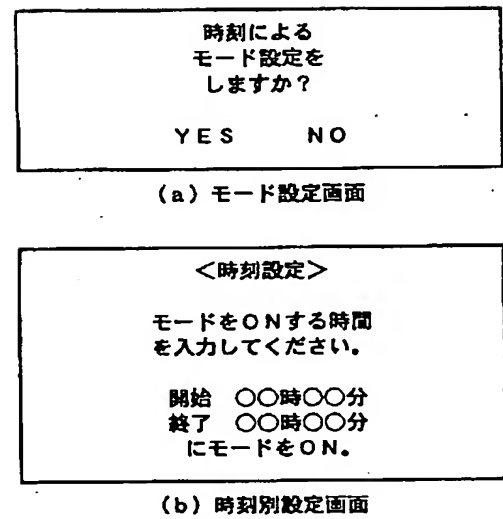 時刻による
モード設定を
しますか?
YES NO
(a) モード設定画面
<時刻設定>
モードをONする時間
を入力してください。
開始 ○○時○○分
終了 ○○時○○分
にモードをON。
(b) 時刻別設定画面